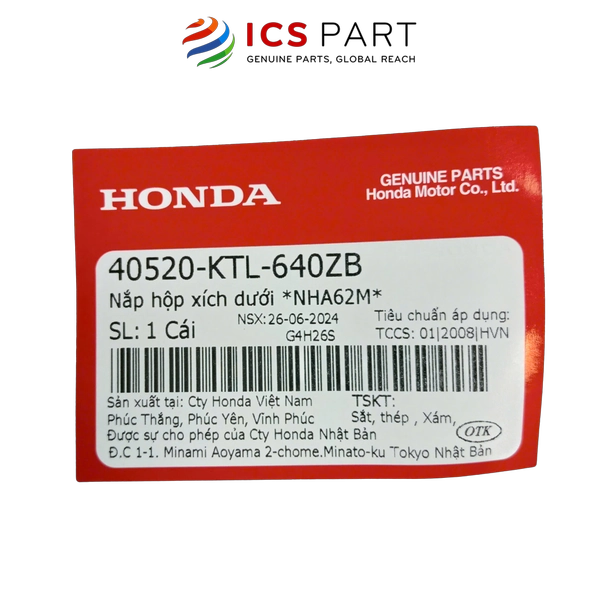 ICS PART
GENUINE PARTS, GLOBAL REACH
HONDA
GENUINE PARTS
Honda Motor Co., Ltd.
40520-KTL-640ZB
Nắp hộp xích dưới *NHA62M*
SL: 1 Cái
NSX: 26-06-2024
G4H26S
Tiêu chuẩn áp dụng:
TCCS: 01|2008|HVN
Sản xuất tại: Cty Honda Việt Nam
Phúc Thắng, Phúc Yên, Vĩnh Phúc
TSKT:
Sắt, thép , Xám,
Được sự cho phép của Cty Honda Nhật Bản
OTK
Đ.C 1-1. Minami Aoyama 2-chome.Minato-ku Tokyo Nhật Bản